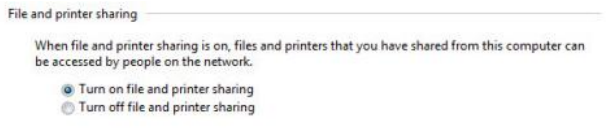 File and printer sharing
When file and printer sharing is on, files and printers that you have shared from this computer can
be accessed by people on the network.
Turn on file and printer sharing
Turn off file and printer sharing